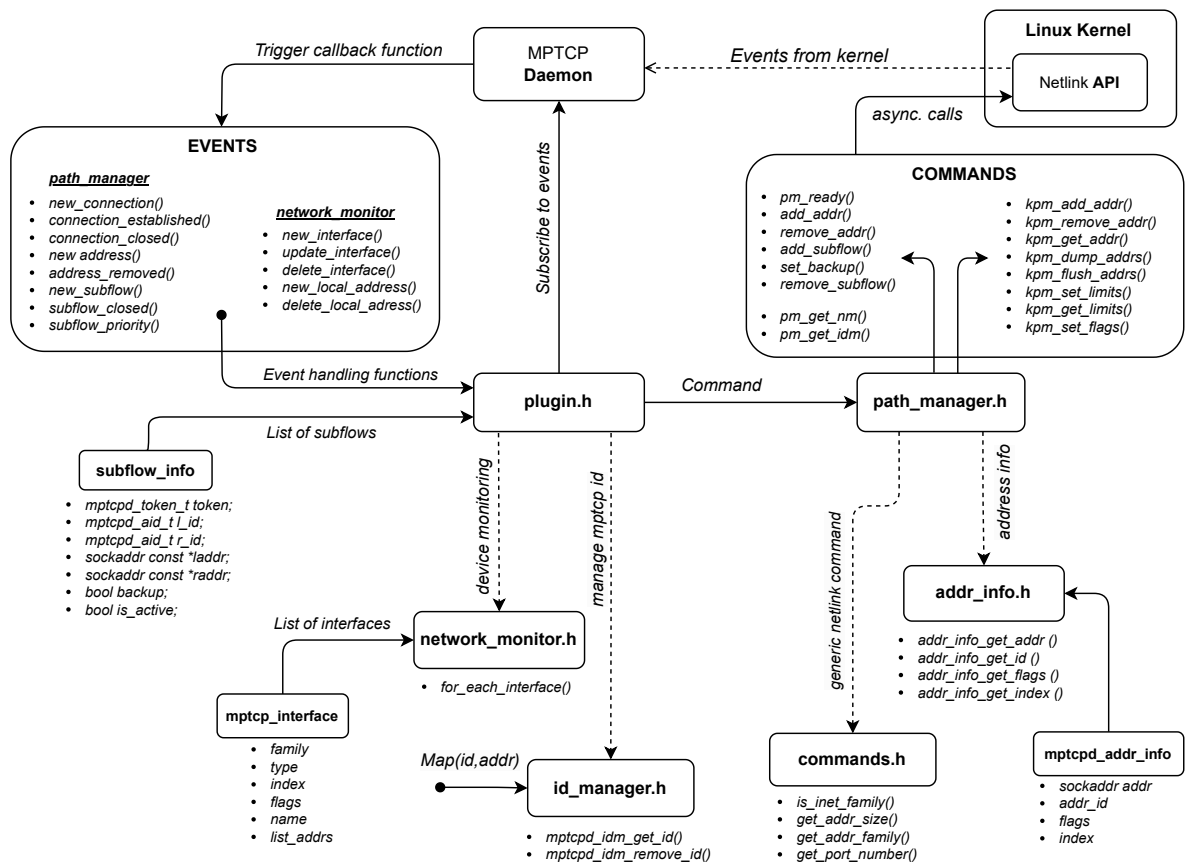 Linux Kernel
Netlink API
MPTCP
Daemon
Trigger callback function
Events from kernel
async. calls
Subscribe to events
EVENTS
path_manager
new_connection()
connection_established()
connection_closed()
new address()
address_removed()
new_subflow()
subflow_closed()
subflow_priority()
network_monitor
new_interface()
update_interface()
delete_interface()
new_local_address()
delete_local_adress()
COMMANDS
pm_ready()
add_addr()
remove_addr()
add_subflow()
set_backup()
remove_subflow()
pm_get_nm()
pm_get_idm()
kpm_add_addr()
kpm_remove_addr()
kpm_get_addr()
kpm_dump_addrs()
kpm_flush_addrs()
kpm_set_limits()
kpm_get_limits()
kpm_set_flags()
Event handling functions
plugin.h
Command
path_manager.h
List of subflows
subflow_info
mptcpd_token_t token;
mptcpd_aid_t l_id;
mptcpd_aid_t r_id;
sockaddr const *laddr;
sockaddr const *raddr;
bool backup;
bool is_active;
device monitoring
manage mptcp id
generic netlink command
address info
addr_info.h
addr_info_get_addr ()
addr_info_get_id ()
addr_info_get_flags ()
addr_info_get_index ()
List of interfaces
network_monitor.h
for_each_interface()
mptcp_interface
family
type
index
flags
name
list_addrs
Map(id,addr)
id_manager.h
mptcpd_idm_get_id()
mptcpd_idm_remove_id()
commands.h
is_inet_family()
get_addr_size()
get_addr_family()
get_port_number()
mptcpd_addr_info
sockaddr addr
addr_id
flags
index